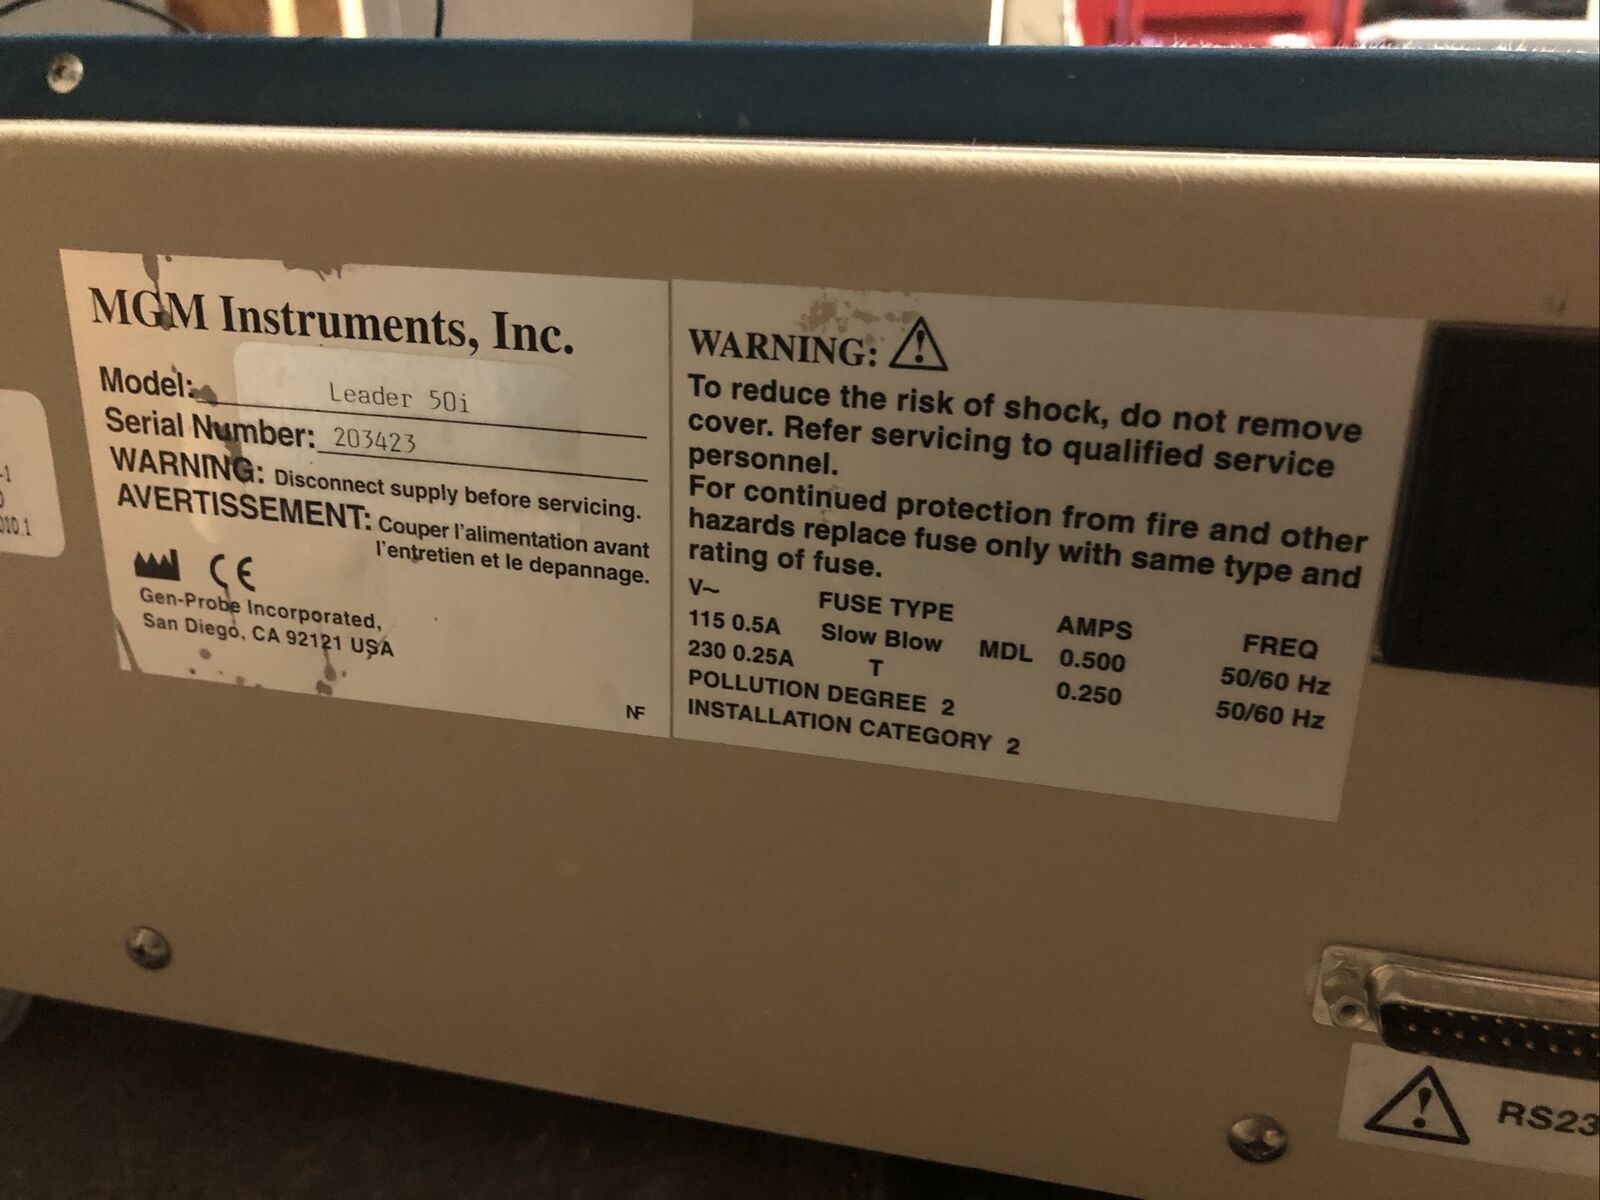 MGM Instruments, Inc.
Model: Leader 50i
Serial Number: 203423
WARNING: Disconnect supply before servicing.
AVERTISSEMENT: Couper l'alimentation avant
l'entretien et le depannage.
CE
Gen-Probe Incorporated,
San Diego, CA 92121 USA
NF
WARNING:
To reduce the risk of shock, do not remove
cover. Refer servicing to qualified service
personnel.
For continued protection from fire and other
hazards replace fuse only with same type and
rating of fuse.
V~ FUSE TYPE AMPS FREQ
115 0.5A Slow Blow MDL 0.500 50/60 Hz
230 0.25A T 0.250 50/60 Hz
POLLUTION DEGREE 2
INSTALLATION CATEGORY 2
-1
010.1
RS23